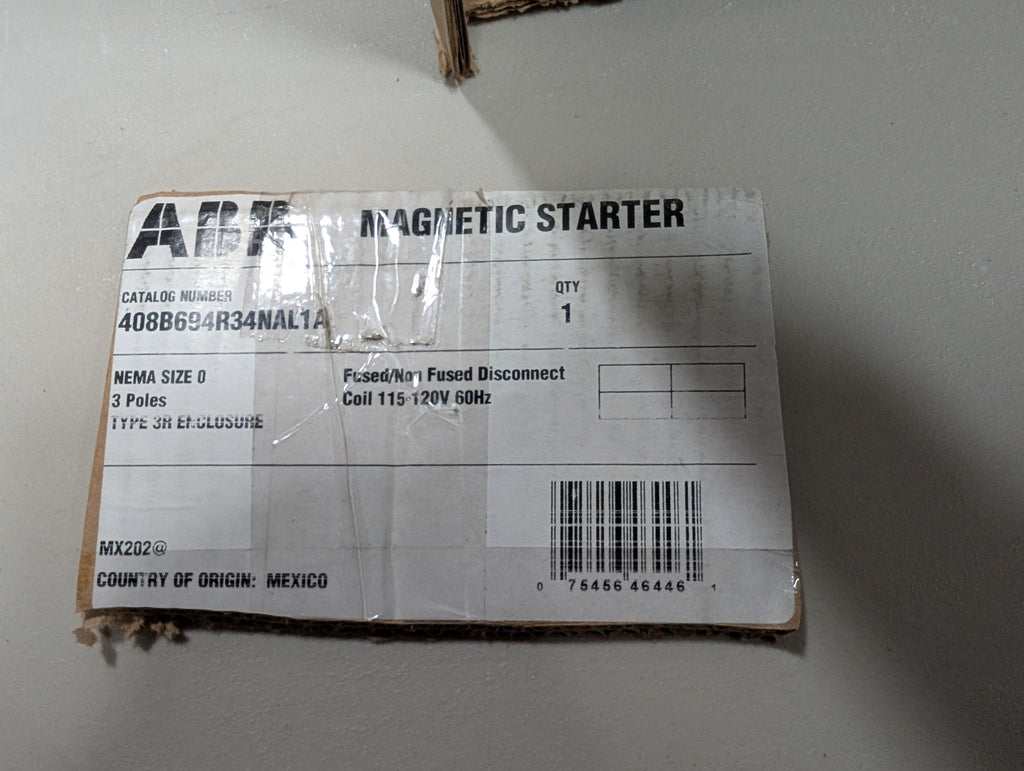 ABB MAGNETIC STARTER
CATALOG NUMBER
408B694R34NAL1A
QTY
1
NEMA SIZE 0
3 Poles
TYPE 3R ENCLOSURE
Fused/Non Fused Disconnect
Coil 115-120V 60Hz
MX202@
COUNTRY OF ORIGIN: MEXICO
0 75456 46446 1